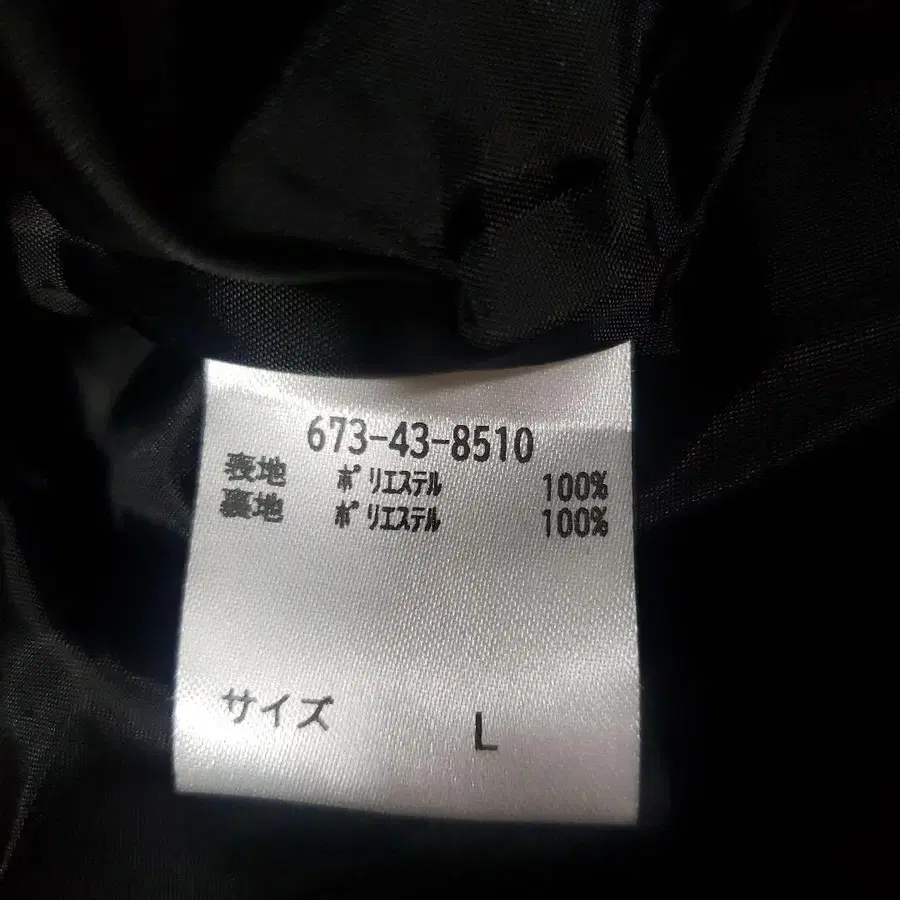 673-43-8510
表地 ﾎﾟﾘｴｽﾃﾙ 100%
裏地 ﾎﾟﾘｴｽﾃﾙ 100%
サイズ L